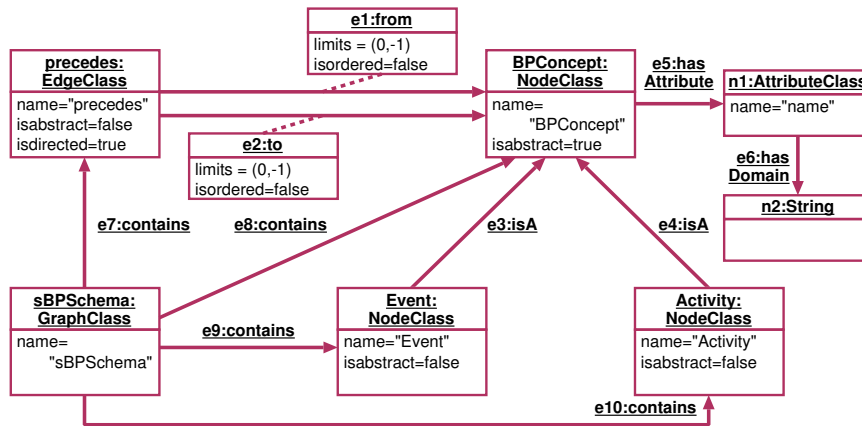 e1:from
limits = (0,-1)
isordered=false
precedes:
EdgeClass
name="precedes"
isabstract=false
isdirected=true
BPConcept:
NodeClass
name=
"BPConcept"
isabstract=true
e5:has
Attribute
n1:AttributeClass
name="name"
e2:to
limits = (0,-1)
isordered=false
e6:has
Domain
n2:String
e7:contains
e8:contains
e3:isA
e4:isA
sBPSchema:
GraphClass
name=
"sBPSchema"
e9:contains
Event:
NodeClass
name="Event"
isabstract=false
Activity:
NodeClass
name="Activity"
isabstract=false
e10:contains